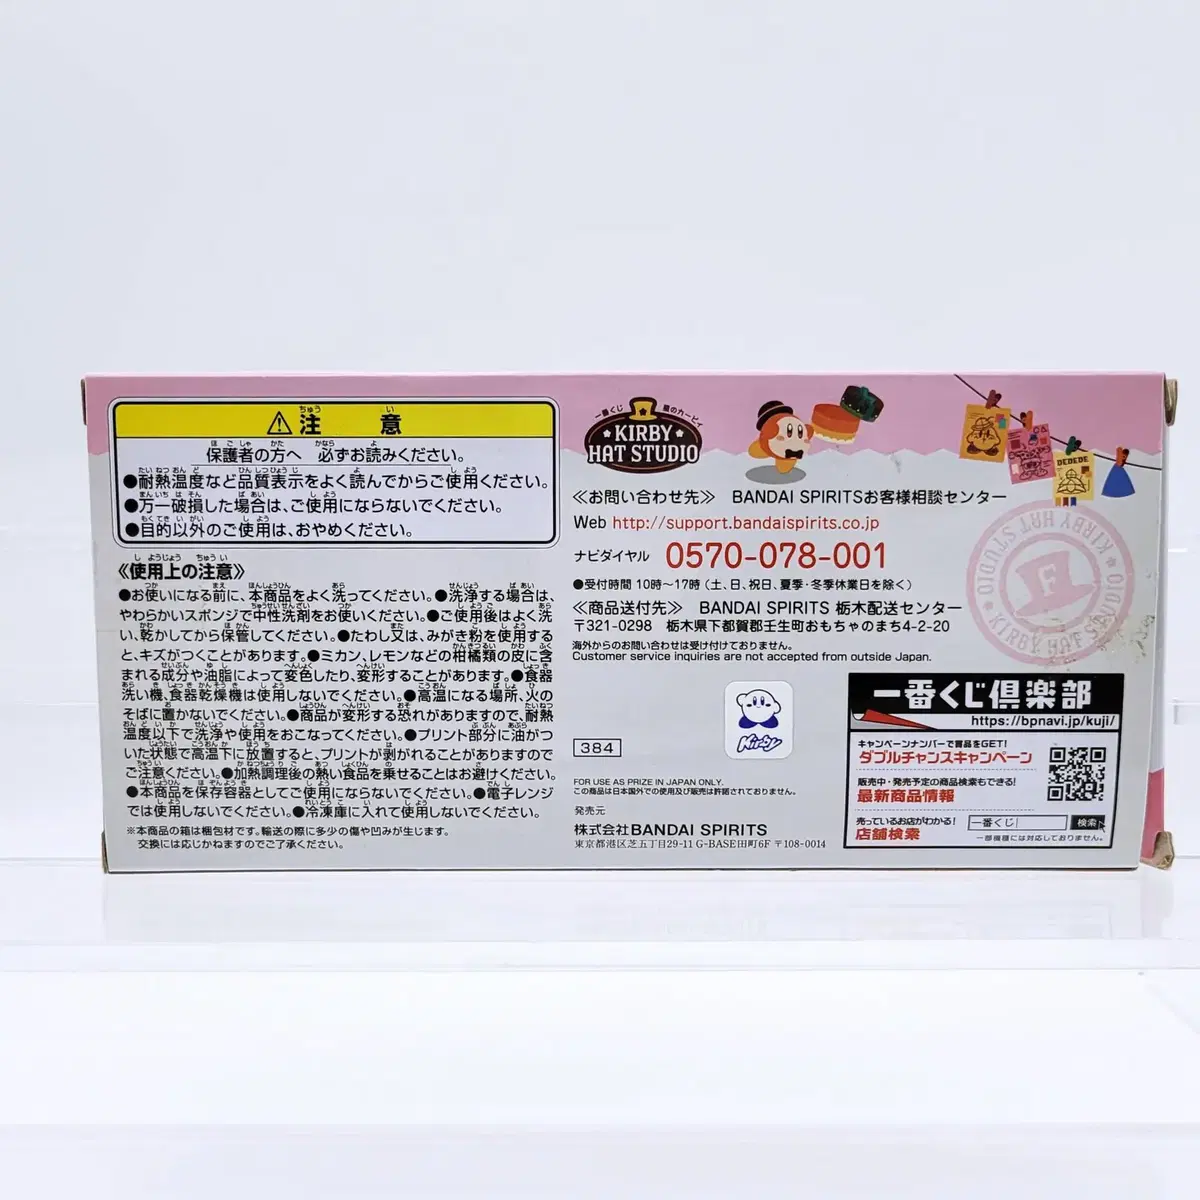 ⚠注意
保護者の方へ 必ずお読みください。
●耐熱温度など品質表示をよく読んでからご使用ください。
●万一破損した場合は、ご使用にならないでください。
●目的以外のご使用は、おやめください。
《使用上の注意》
●お使いになる前に、本商品をよく洗ってください。●洗浄する場合は、
やわらかいスポンジで中性洗剤をお使いください。●ご使用後はよく洗
い、乾かしてから保管してください。●たわし又は、みがき粉を使用する
と、キズがつくことがあります。●ミカン、レモンなどの柑橘類の皮に含
まれる成分や油脂によって変色したり、変形することがあります。●食器
洗い機、食器乾燥機は使用しないでください。●高温になる場所、火の
そばに置かないでください。●商品が変形する恐れがありますので、耐熱
温度以下で洗浄や使用をおこなってください。●プリント部分に油がつ
いた状態で高温下に放置すると、プリントが剥がれることがありますので
ご注意ください。●加熱調理後の熱い食品を乗せることはお避けください。
●本商品を保存容器としてご使用にならないでください。●電子レンジ
では使用しないでください。●冷凍庫に入れて使用しないでください。
※本商品の箱は梱包材です。輸送の際に多少の傷や凹みが生じます。
交換には応じかねますのでご了承ください。
一番くじ 星のカービィ
KIRBY
HAT STUDIO
DEDEDE
≪お問い合わせ先≫ BANDAI SPIRITSお客様相談センター
Web http://support.bandaispirits.co.jp
ナビダイヤル 0570-078-001
●受付時間 10時〜17時(土、日、祝日、夏季・冬季休業日を除く)
≪商品送付先≫ BANDAI SPIRITS 栃木配送センター
〒321-0298 栃木県下都賀郡壬生町おもちゃのまち4-2-20
海外からのお問い合わせは受け付けておりません。
Customer service inquiries are not accepted from outside Japan.
KIRBY HAT STUDIO
F
KIRBY HAT STUDIO
Kirby
384
FOR USE AS PRIZE IN JAPAN ONLY.
この商品は日本国外での使用及び販売は許諾されておりません。
発売元
株式会社BANDAI SPIRITS
東京都港区芝五丁目29-11 G-BASE田町6F 〒108-0014
一番くじ倶楽部
https://bpnavi.jp/kuji/
キャンペーンナンバーで賞品をGET!
ダブルチャンスキャンペーン
販売中・発売予定の商品検索もできる!
最新商品情報
売っているお店がわかる!
店舗検索
一番くじ 検索
一部機種には対応しておりません。